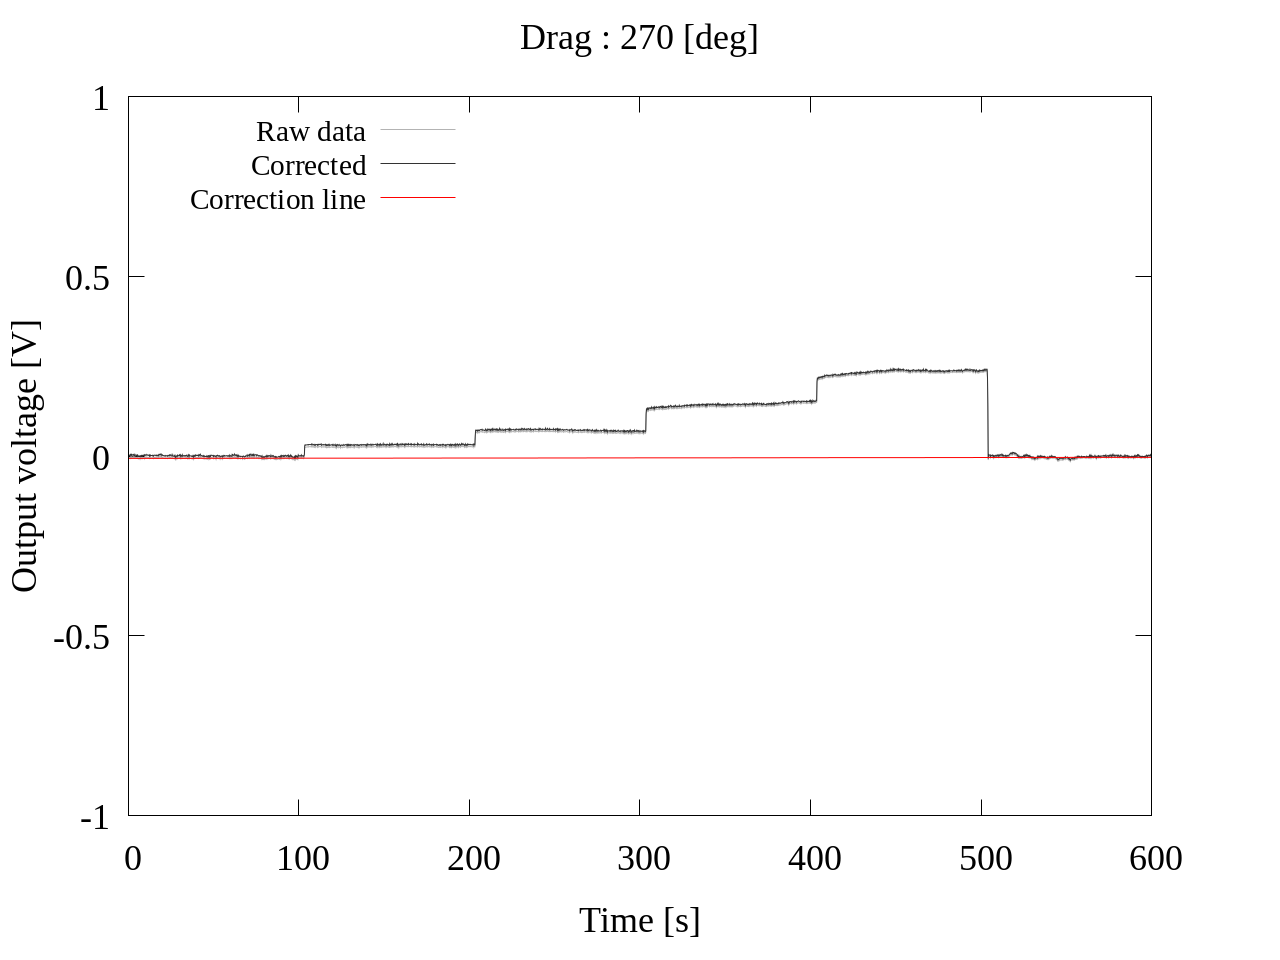 Drag : 270 [deg]
1
0.5
0
-0.5
-1
Raw data
Corrected
Correction line
Output voltage [V]
0 100 200 300 400 500 600
Time [s]